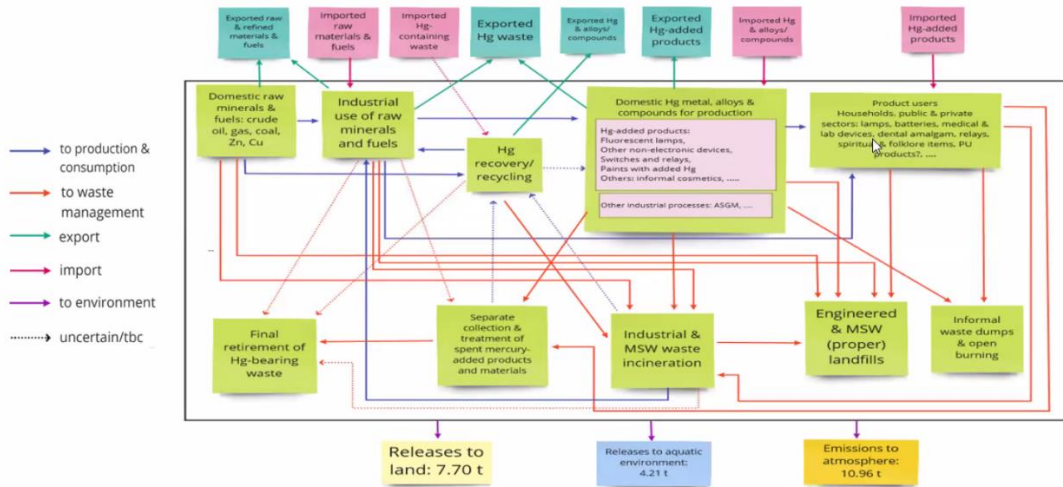 Exported raw
& refined
materials &
fuels
Imported
raw
materials &
fuels
Imported
Hg-
containing
waste
Exported
Hg waste
Exported Hg
& alloys/
compounds
Exported
Hg-added
products
Imported Hg
& alloys/
compounds
Imported
Hg-added
products
Domestic raw
minerals &
fuels: crude
oil, gas, coal,
Zn, Cu
Industrial
use of raw
minerals
and fuels
Hg
recovery/
recycling
Domestic Hg metal, alloys &
compounds for production
Hg-added products:
Fluorescent lamps,
Other non-electronic devices,
Switches and relays,
Paints with added Hg
Others: informal cosmetics, .....
Other industrial processes: ASGM, ....
Product users
Households, public & private
sectors: lamps, batteries, medical &
lab devices, dental amalgam, relays,
spiritual & folklore items, PU
products?, ....
to production &
consumption
to waste
management
export
import
to environment
uncertain/tbc
Final
retirement of
Hg-bearing
waste
Separate
collection &
treatment of
spent mercury-
added products
and materials
Industrial &
MSW waste
incineration
Engineered
& MSW
(proper)
landfills
Informal
waste dumps
& open
burning
Releases to
land: 7.70 t
Releases to aquatic
environment:
4.21 t
Emissions to
atmosphere:
10.96 t